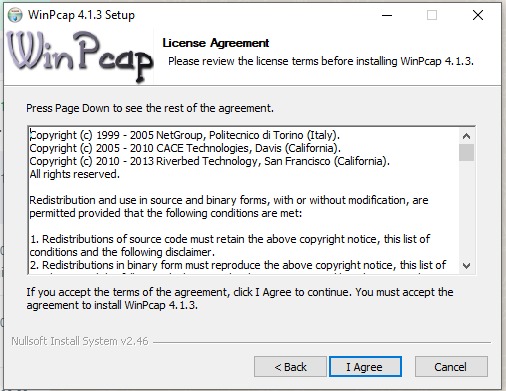 WinPcap 4.1.3 Setup
WinPcap
License Agreement
Please review the license terms before installing WinPcap 4.1.3.
Press Page Down to see the rest of the agreement.
Copyright (c) 1999 - 2005 NetGroup, Politecnico di Torino (Italy).
Copyright (c) 2005 - 2010 CACE Technologies, Davis (California).
Copyright (c) 2010 - 2013 Riverbed Technology, San Francisco (California).
All rights reserved.
Redistribution and use in source and binary forms, with or without modification, are
permitted provided that the following conditions are met:
1. Redistributions of source code must retain the above copyright notice, this list of
conditions and the following disclaimer.
2. Redistributions in binary form must reproduce the above copyright notice, this list of
If you accept the terms of the agreement, click I Agree to continue. You must accept the
agreement to install WinPcap 4.1.3.
Nullsoft Install System v2.46
< Back
I Agree
Cancel